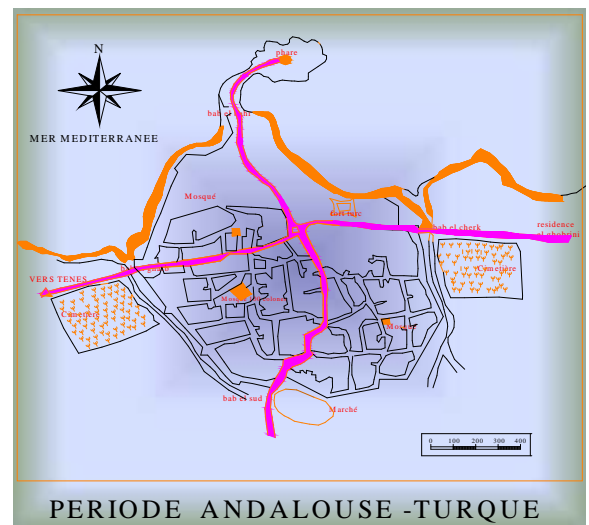 N
phare
MER MEDITERRANEE
Mosqué
fort turc
bab el cherk
residence
VERS TENES
Cimetière
Cimetière
Mosqué
bab el sud
Marché
0 100 200 300 400
PERIODE ANDALOUSE -TURQUE